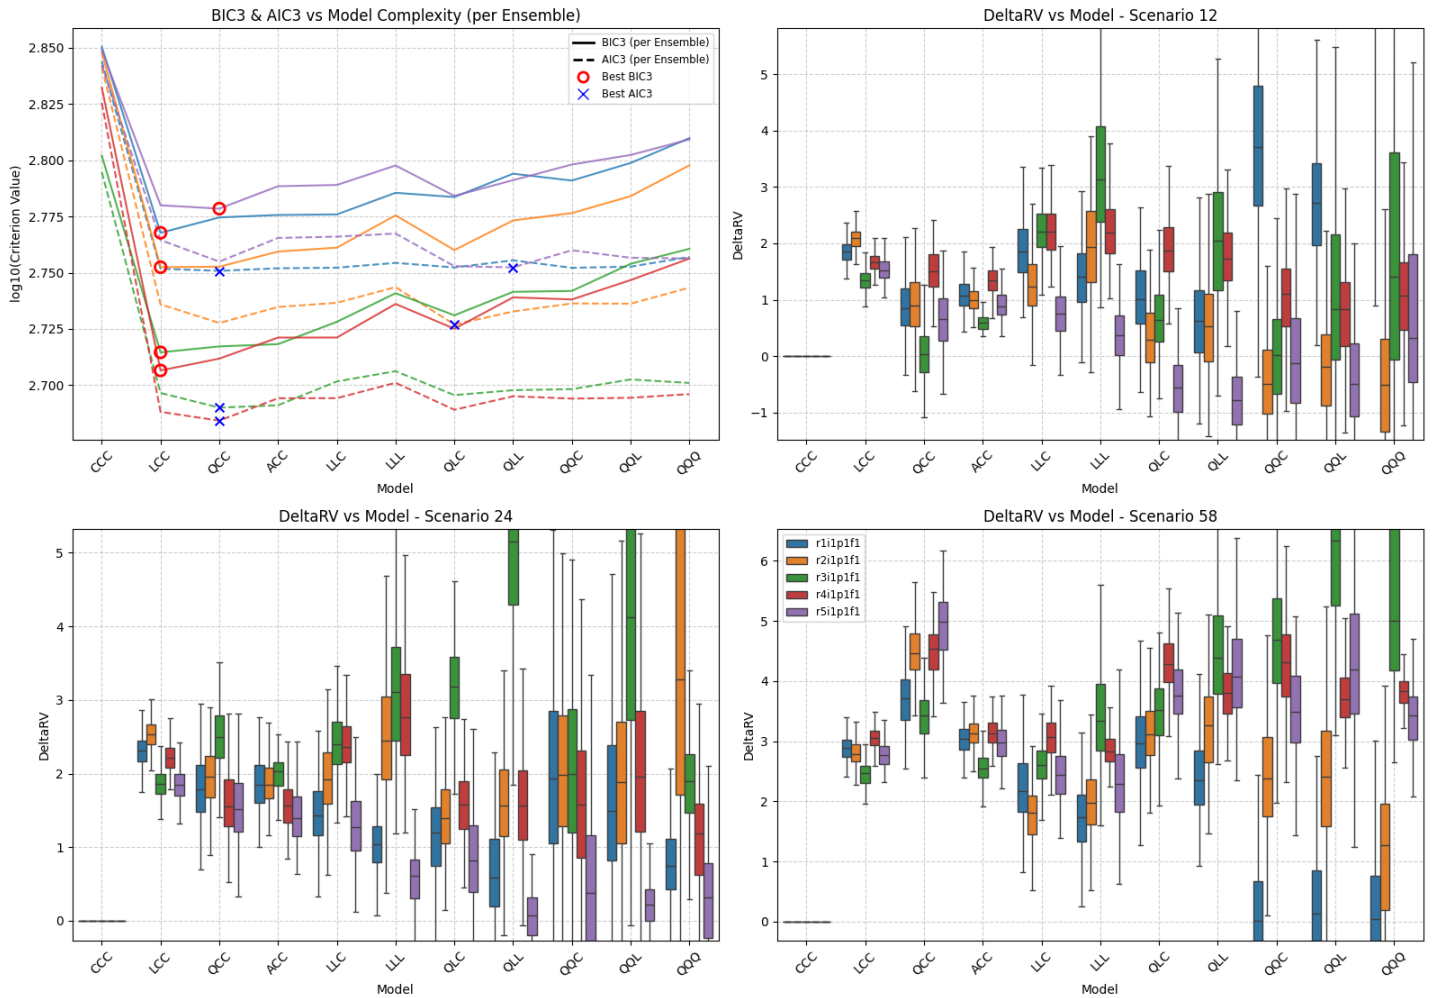 BIC3 & AIC3 vs Model Complexity (per Ensemble)
log10(Criterion Value)
2.850
2.825
2.800
2.775
2.750
2.725
2.700
BIC3 (per Ensemble)
AIC3 (per Ensemble)
Best BIC3
Best AIC3
CCC LCC QCC ACC LLC LLL QLC QLL QQC QQL QQQ
Model
DeltaRV vs Model - Scenario 12
DeltaRV
5
4
3
2
1
0
−1
CCC LCC QCC ACC LLC LLL QLC QLL QQC QQL QQQ
Model
DeltaRV vs Model - Scenario 24
DeltaRV
5
4
3
2
1
0
CCC LCC QCC ACC LLC LLL QLC QLL QQC QQL QQQ
Model
DeltaRV vs Model - Scenario 58
DeltaRV
6
5
4
3
2
1
0
r1i1p1f1
r2i1p1f1
r3i1p1f1
r4i1p1f1
r5i1p1f1
CCC LCC QCC ACC LLC LLL QLC QLL QQC QQL QQQ
Model